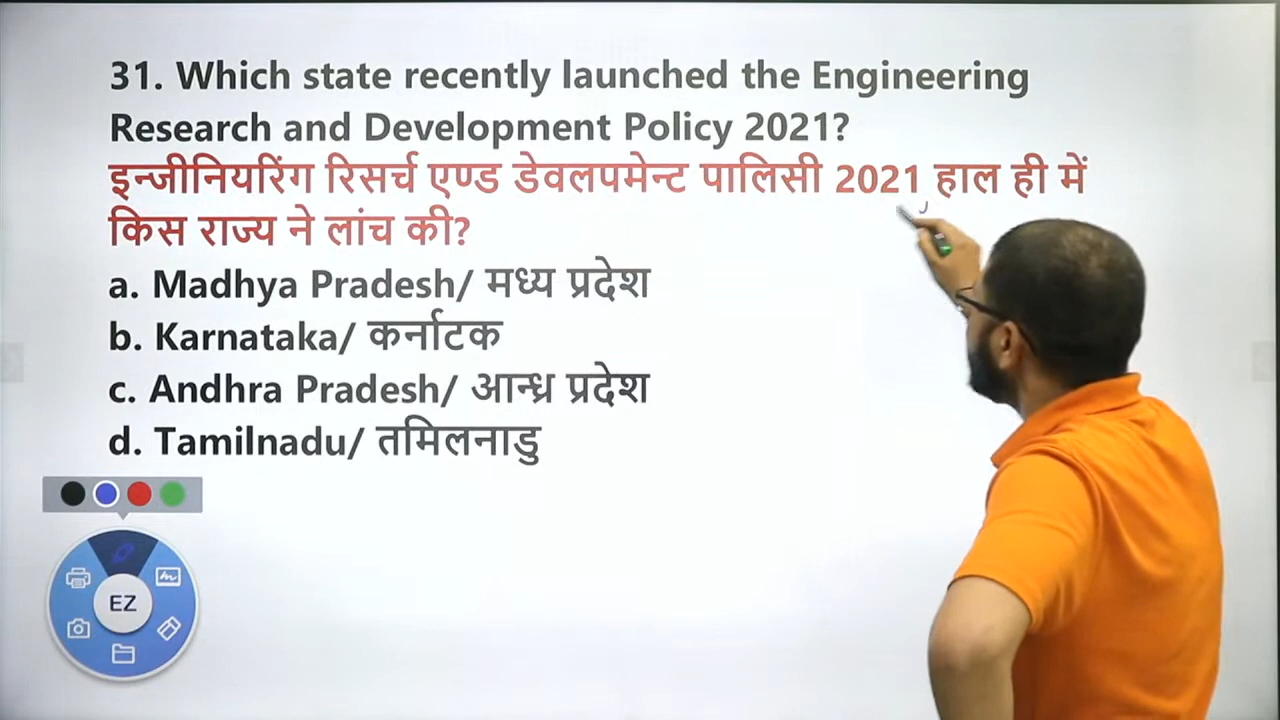 31. Which state recently launched the Engineering
Research and Development Policy 2021?
इन्जीनियरिंग रिसर्च एण्ड डेवलपमेन्ट पालिसी 2021 हाल ही में
किस राज्य ने लांच की?
a. Madhya Pradesh/ मध्य प्रदेश
b. Karnataka/ कर्नाटक
c. Andhra Pradesh/ आन्ध्र प्रदेश
d. Tamilnadu/ तमिलनाडु
EZ